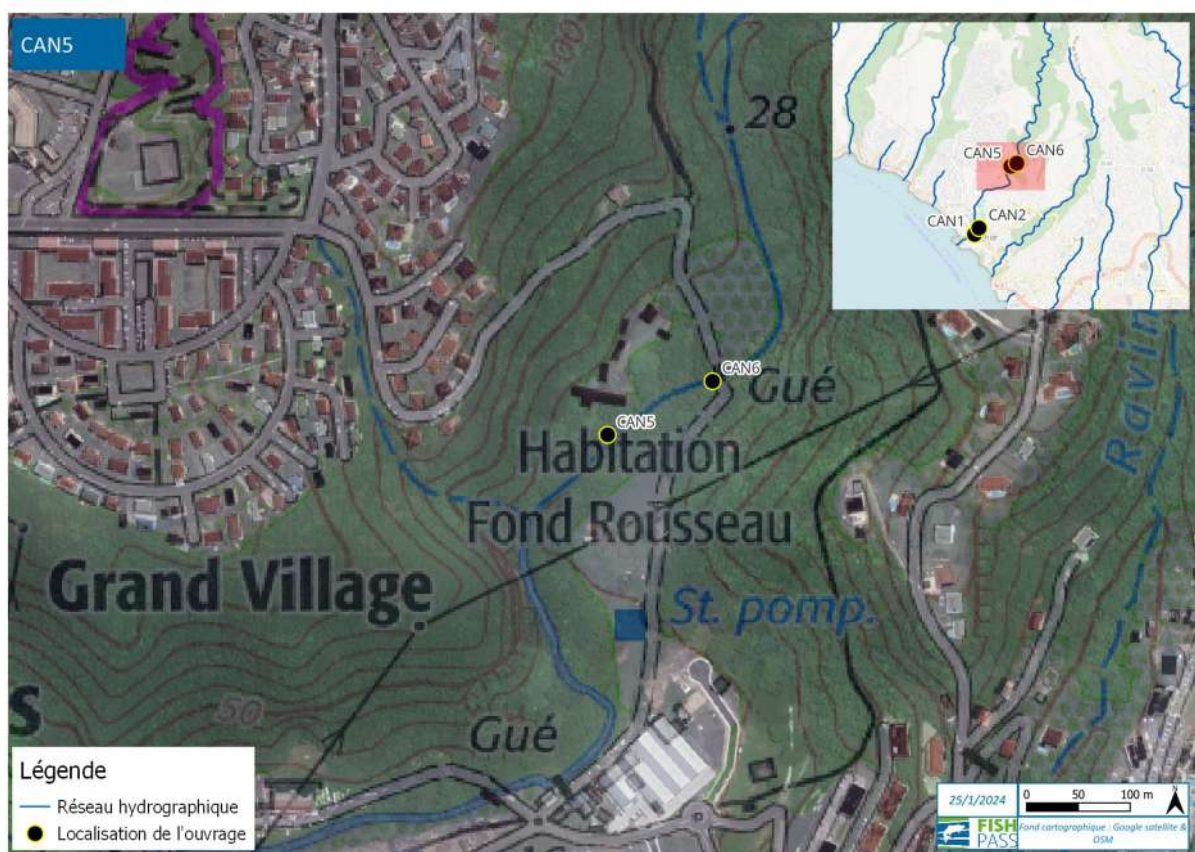 CAN5
100
28
CAN5
CAN6
CAN1
CAN2
CAN6
Gué
CAN5
Habitation
Fond Rousseau
Grand Village
St. pomp.
Ravin
s
50
Gué
Légende
Réseau hydrographique
Localisation de l'ouvrage
25/1/2024
0 50 100 m
N
FISH
PASS
Fond cartographique : Google satellite &
OSM